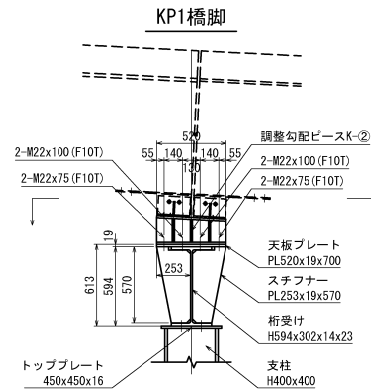 KP1橋脚
520
55 140 140 55
130
2-M22x100(F10T)
2-M22x75(F10T)
調整勾配ピースK-②
2-M22x100(F10T)
2-M22x75(F10T)
19
613
594
570
253
天板プレート
PL520x19x700
スチフナー
PL253x19x570
桁受け
H594x302x14x23
トッププレート
450x450x16
支柱
H400x400